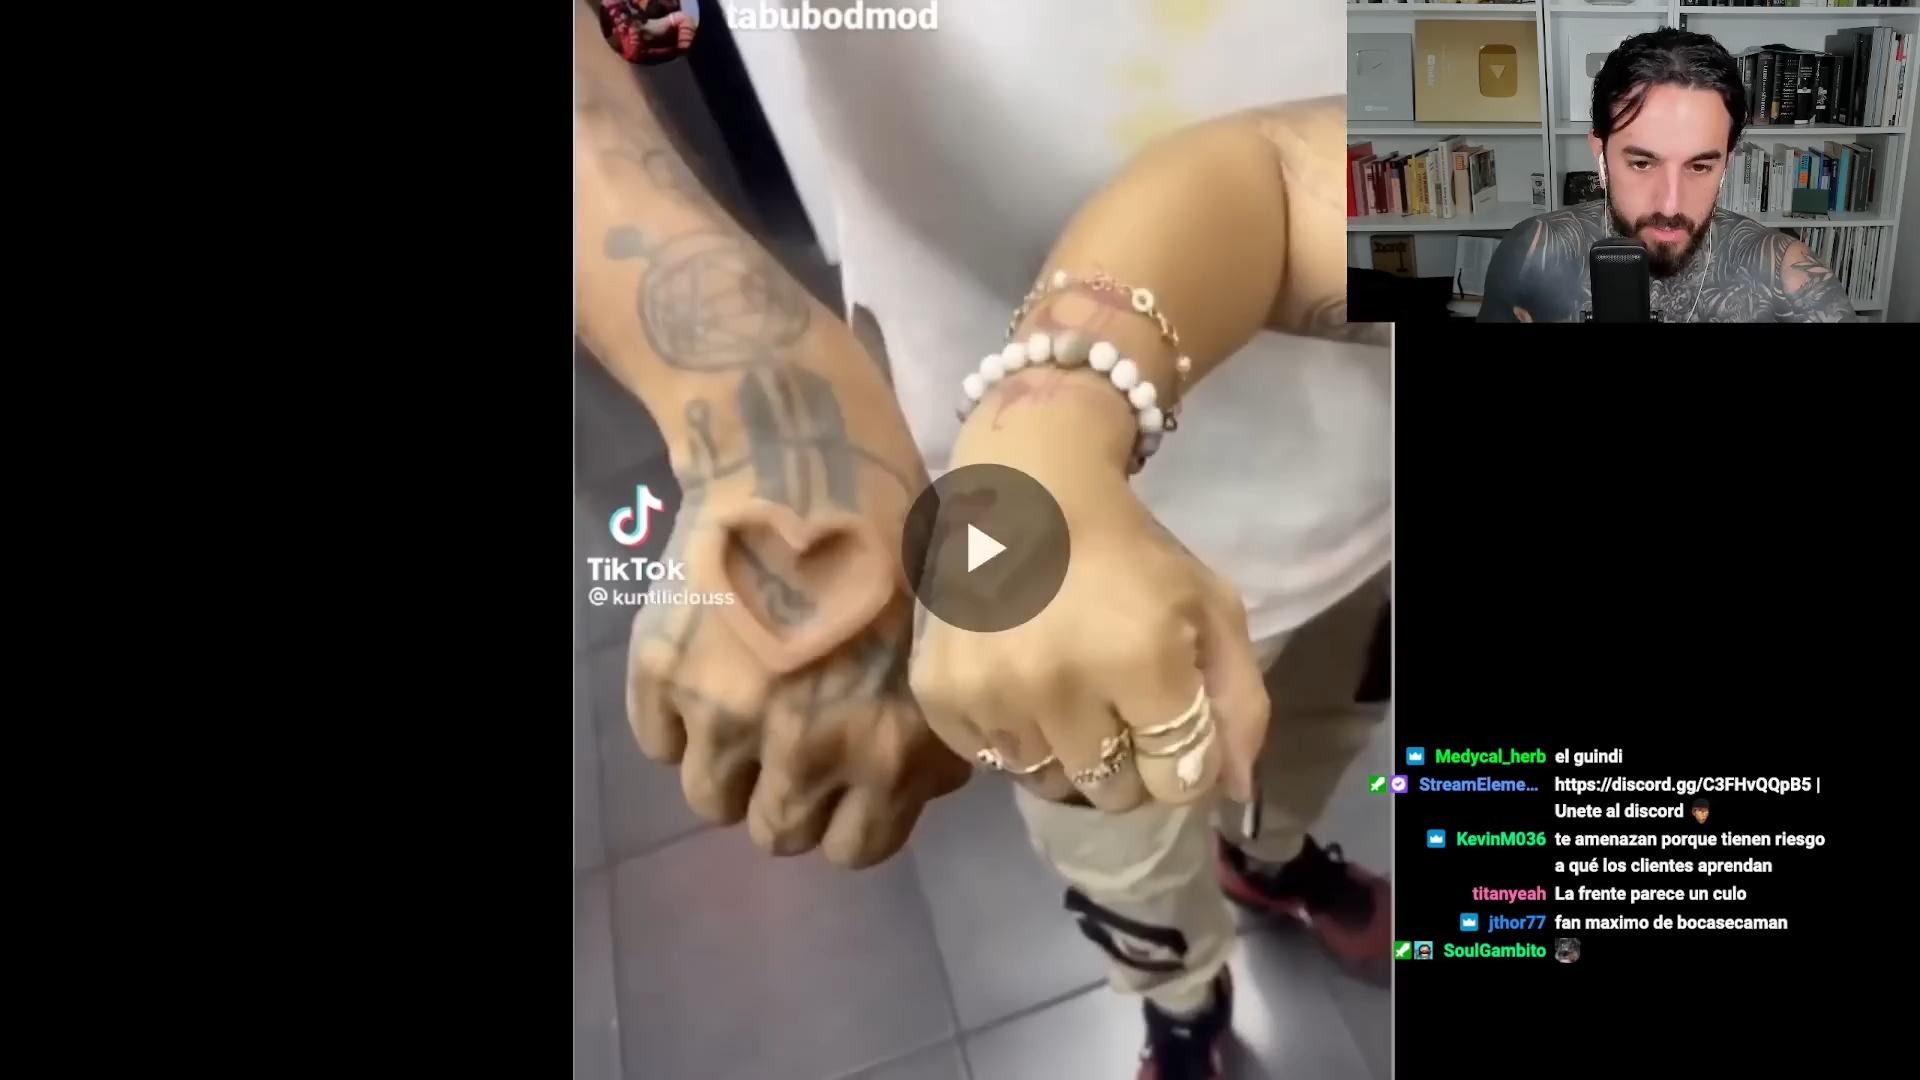 tabubodmod
TikTok
@kuntiliciouss
Medycal_herb el guindi
StreamEleme... https://discord.gg/C3FHvQQpB5 |
Unete al discord
KevinM036 te amenazan porque tienen riesgo
a qué los clientes aprendan
titanyeah La frente parece un culo
jthor77 fan maximo de bocasecaman
SoulGambito